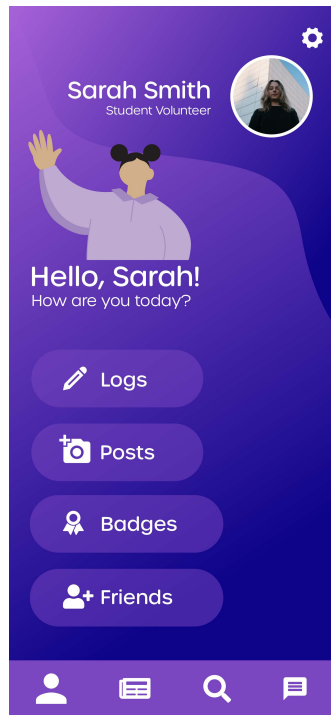 Sarah Smith
Student Volunteer
Hello, Sarah!
How are you today?
Logs
Posts
Badges
Friends